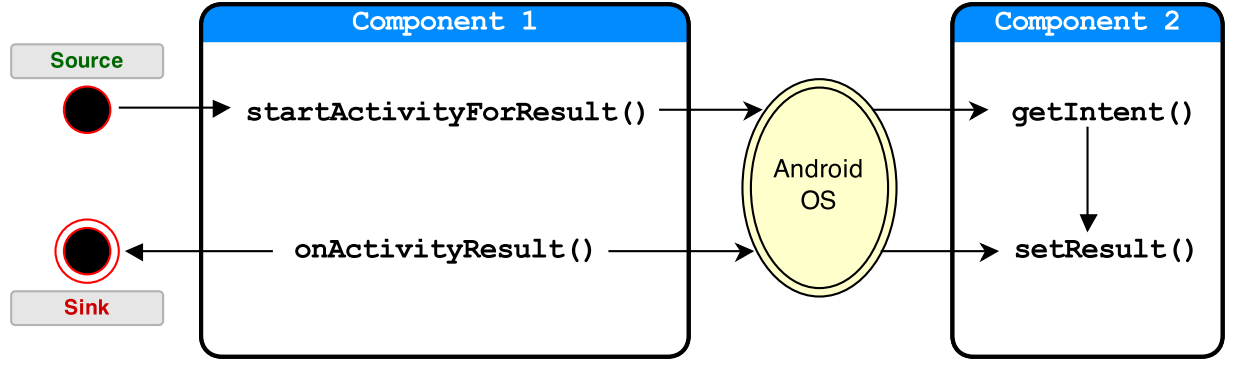 Component 1
Component 2
Source
startActivityForResult()
getIntent()
Android
OS
onActivityResult()
setResult()
Sink